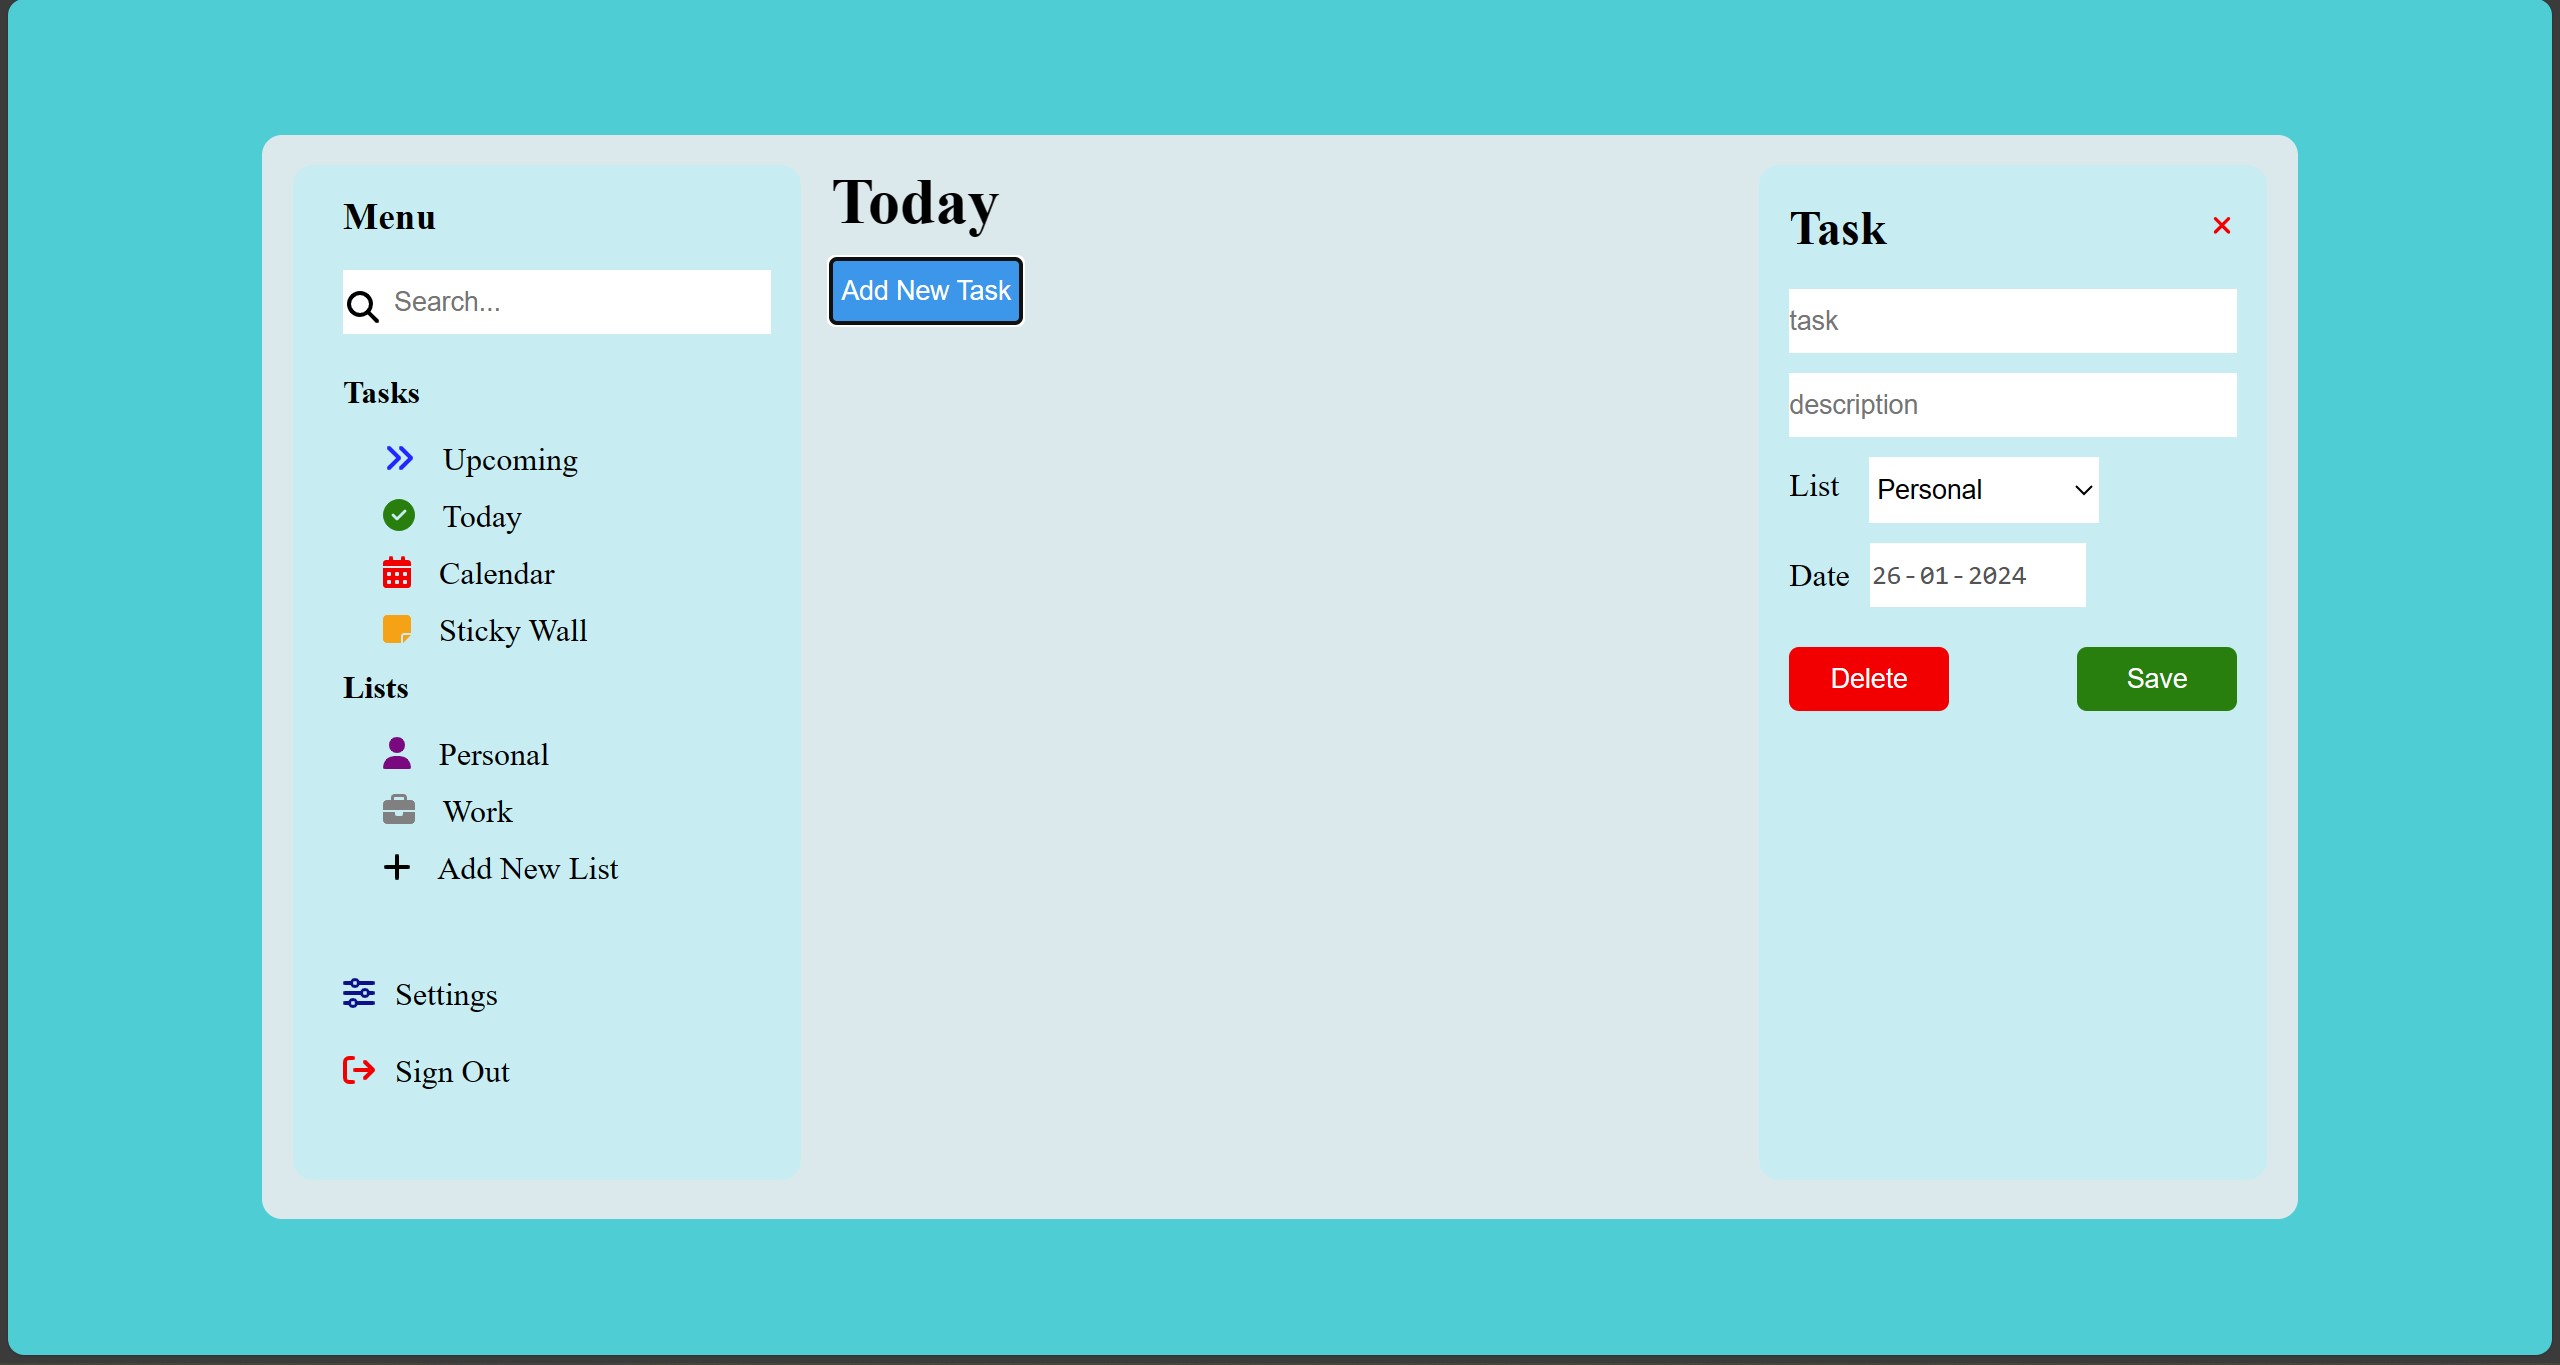 Menu
Search...
Tasks
Upcoming
Today
Calendar
Sticky Wall
Lists
Personal
Work
Add New List
Settings
Sign Out
Today
Add New Task
Task
task
description
List Personal
Date 26-01-2024
Delete Save